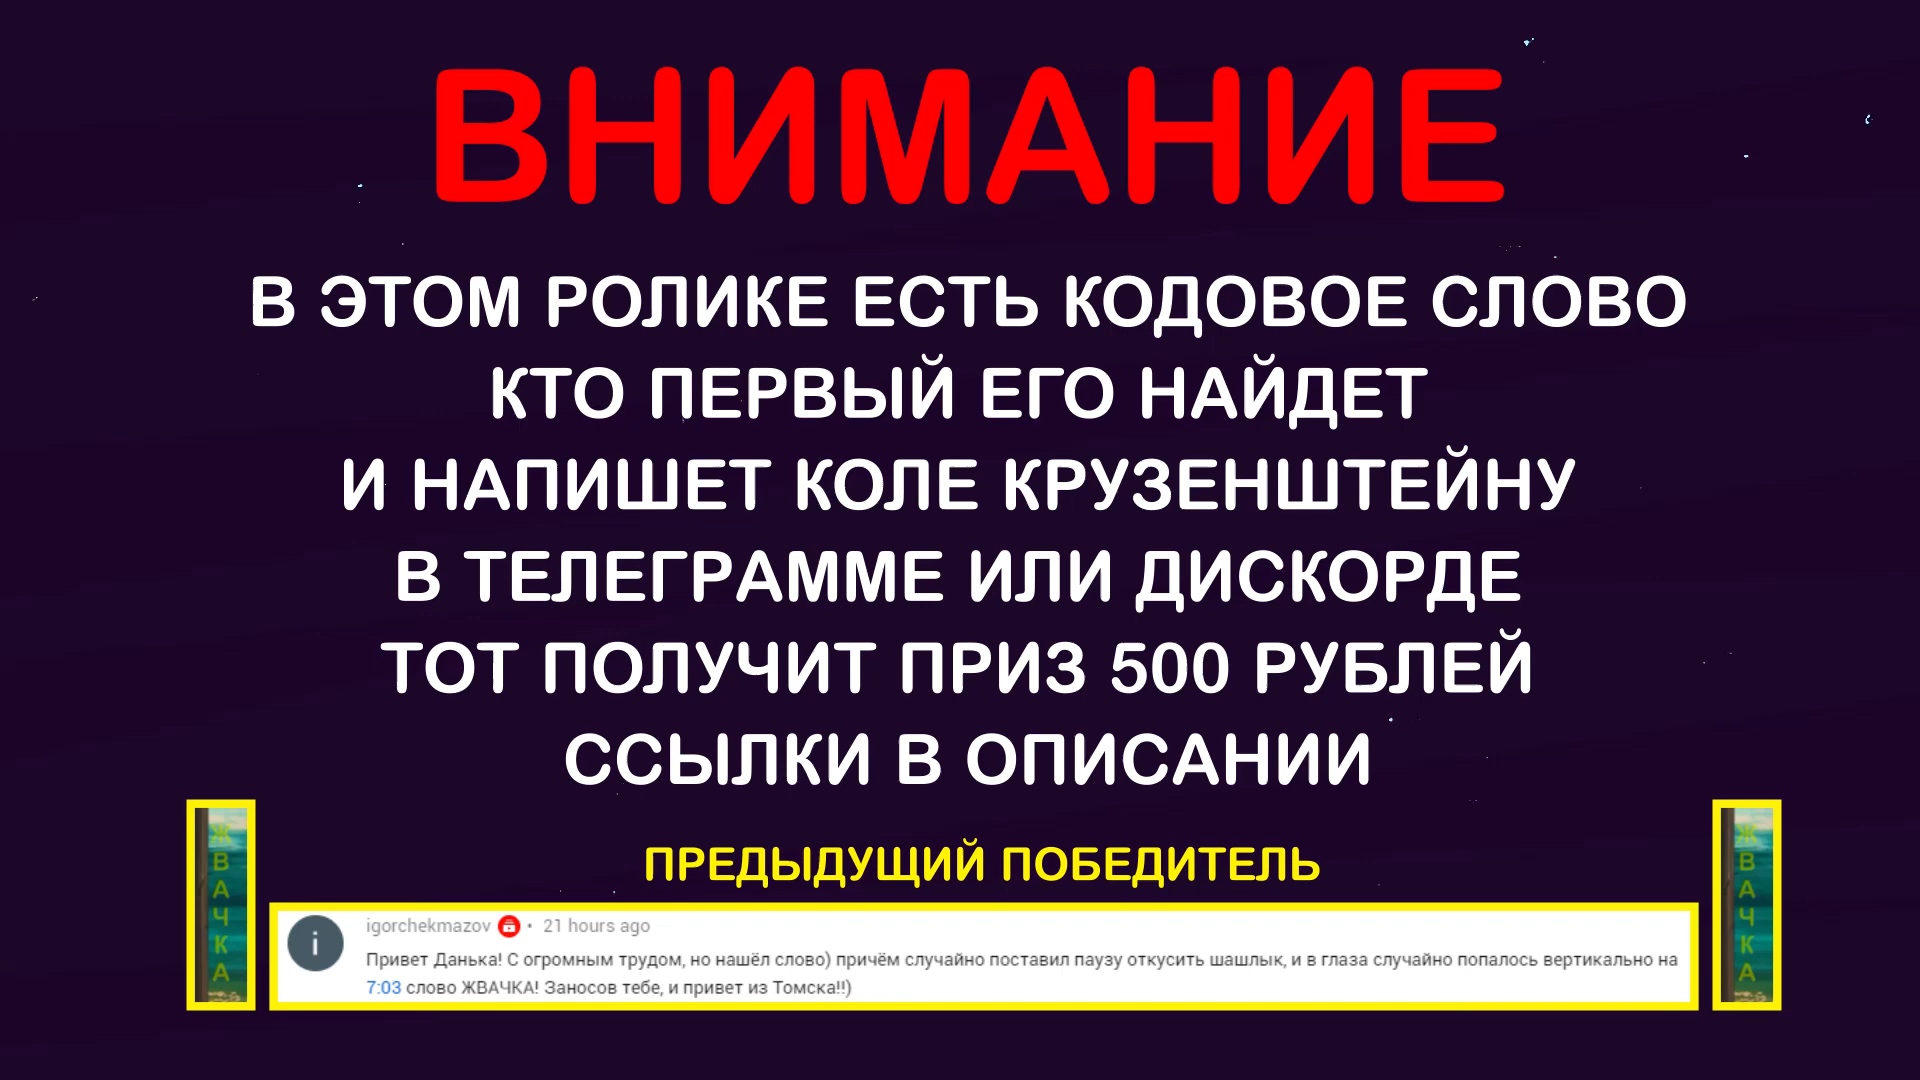 ВНИМАНИЕ
В ЭТОМ РОЛИКЕ ЕСТЬ КОДОВОЕ СЛОВО
КТО ПЕРВЫЙ ЕГО НАЙДЕТ
И НАПИШЕТ КОЛЕ КРУЗЕНШТЕЙНУ
В ТЕЛЕГРАММЕ ИЛИ ДИСКОРДЕ
ТОТ ПОЛУЧИТ ПРИЗ 500 РУБЛЕЙ
ССЫЛКИ В ОПИСАНИИ
ПРЕДЫДУЩИЙ ПОБЕДИТЕЛЬ
ЖВАЧКА
i
igorchekmazov • 21 hours ago
Привет Данька! С огромным трудом, но нашёл слово) причём случайно поставил паузу откусить шашлык, и в глаза случайно попалось вертикально на
7:03 слово ЖВАЧКА! Заносов тебе, и привет из Томска!!)
ЖВАЧКА